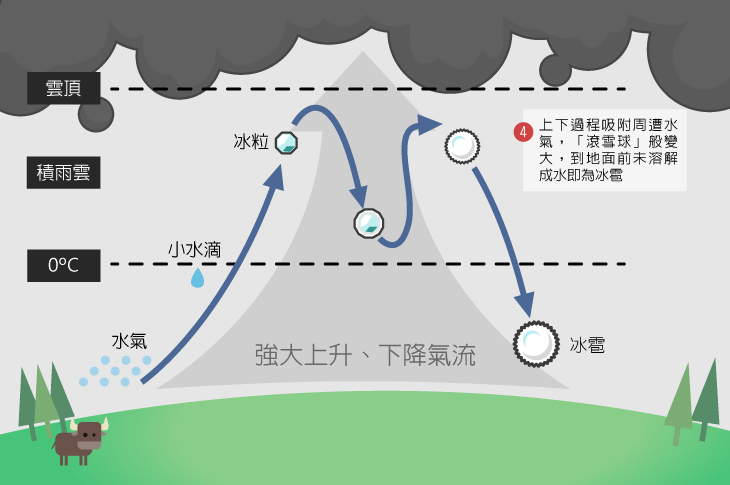 雲頂
冰粒
4
上下過程吸附周遭水
氣，「滾雪球」般變
大，到地面前未溶解
成水即為冰雹
積雨雲
小水滴
0ºC
水氣
強大上升、下降氣流
冰雹